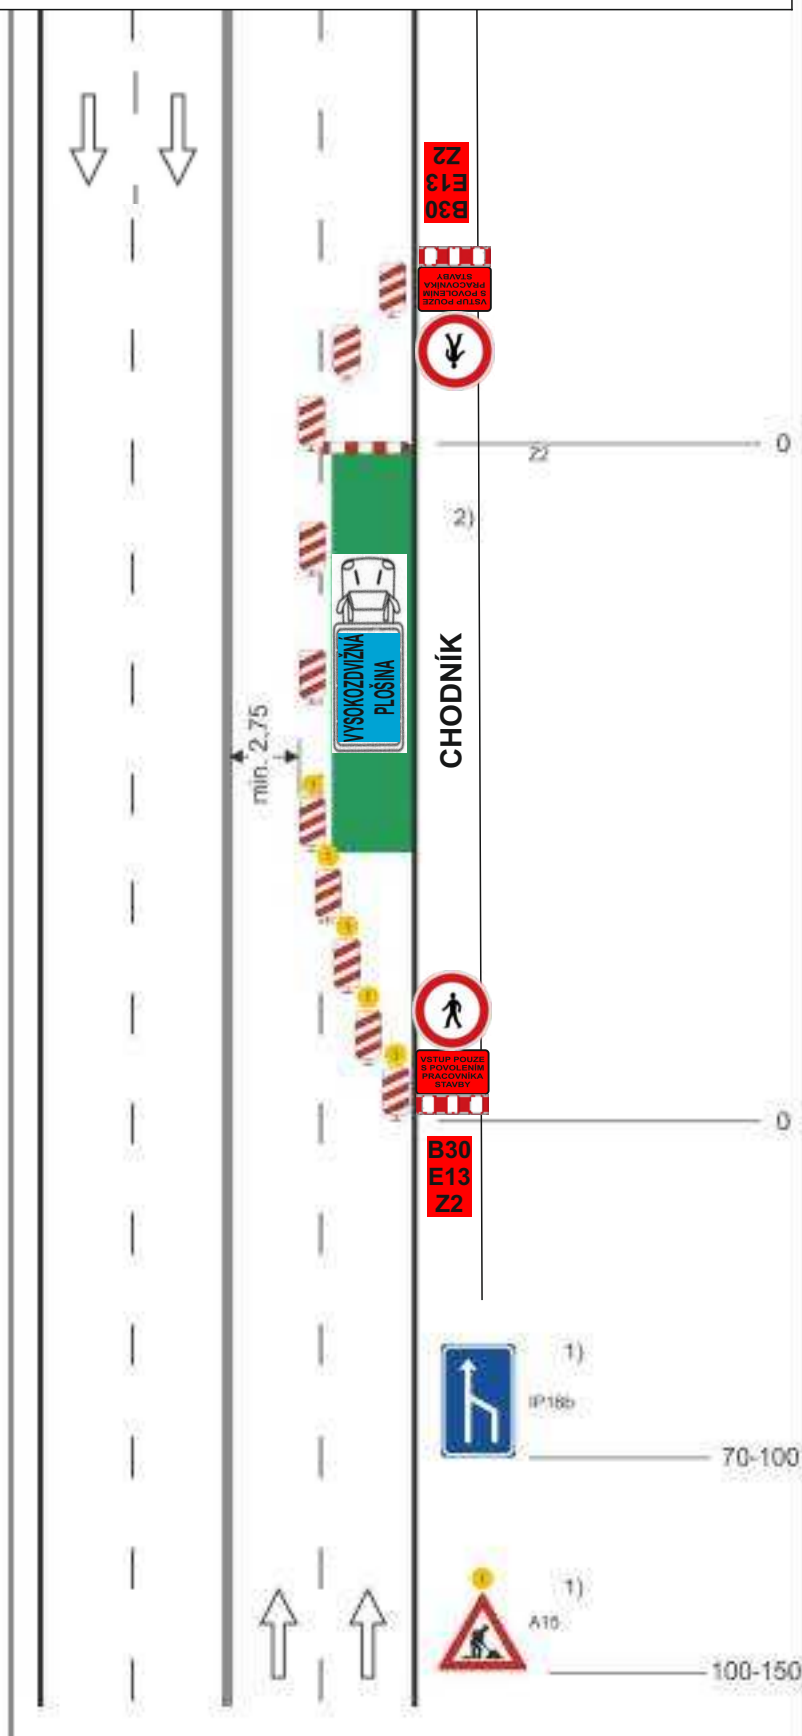 Z2
E13
B30
VSTUP POUZE
S POVOLENÍM
PRACOVNÍKA
STAVBY
0
Z2
2)
VYSOKOZDVIŽNÁ
PLOŠINA
CHODNÍK
min. 2,75
VSTUP POUZE
S POVOLENÍM
PRACOVNÍKA
STAVBY
0
B30
E13
Z2
1)
IP18b
70-100
1)
A15
100-150